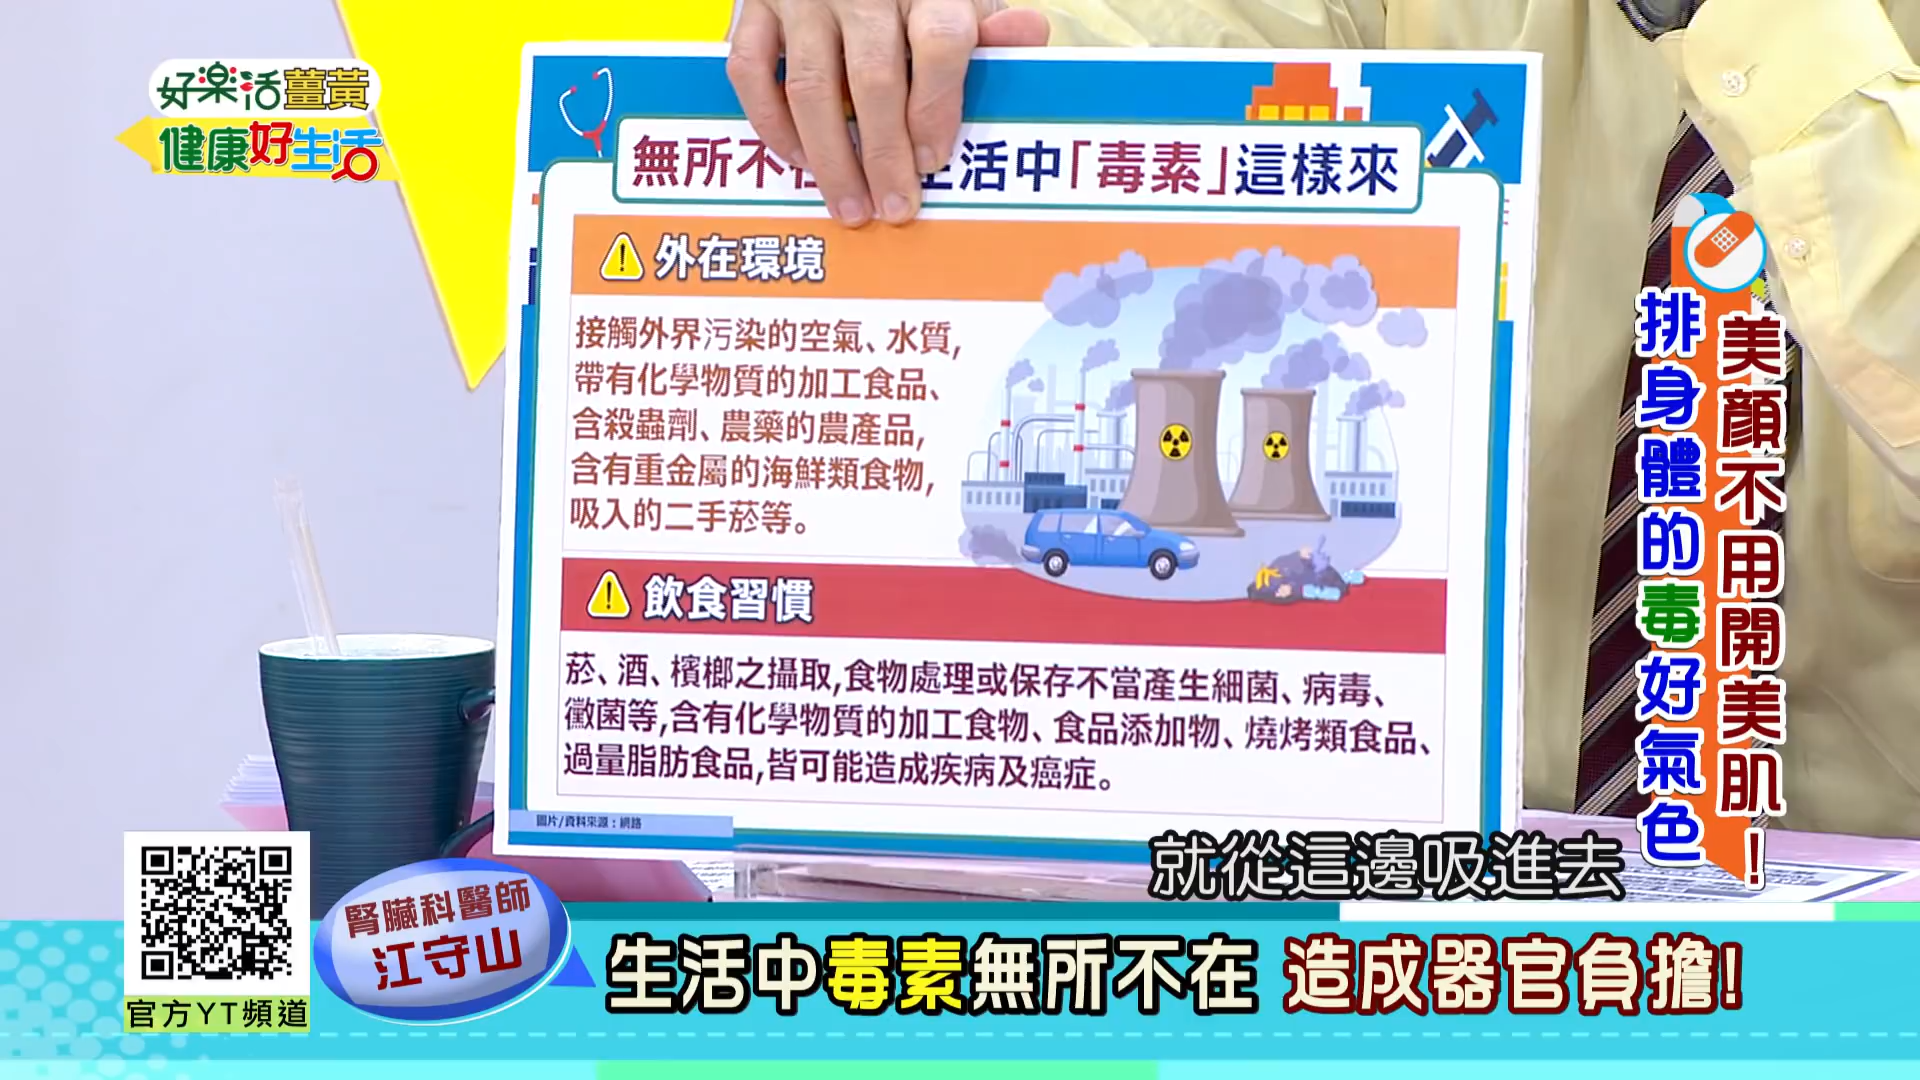 好楽活薑黃
健康好生活
無所不在 生活中「毒素」這樣來
外在環境
接觸外界污染的空氣、水質,
帶有化學物質的加工食品、
含殺蟲劑、農藥的農產品,
含有重金屬的海鮮類食物,
吸入的二手菸等。
飲食習慣
菸、酒、檳榔之攝取,食物處理或保存不當產生細菌、病毒、
黴菌等,含有化學物質的加工食物、食品添加物、燒烤類食品、
過量脂肪食品,皆可能造成疾病及癌症。
圖片/資料來源：網路
美顏不用開美肌!
排身體的毒好氣色
就從這邊吸進去
腎臟科醫師
江守山
生活中毒素無所不在 造成器官負擔!
官方YT頻道